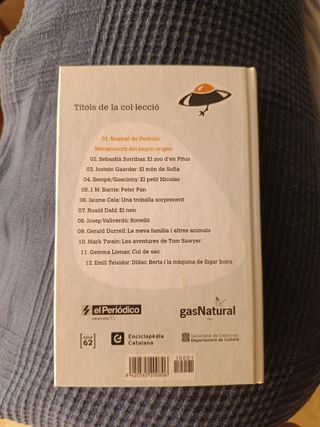 Títols de la col·lecció
01. Manuel de Pedrolo:
Mecanoscrit del segon origen
02. Sebastià Sorribas: El zoo d'en Pitus
03. Jostein Gaarder: El món de Sofia
04. Sempé/Goscinny: El petit Nicolas
05. J.M. Barrie: Peter Pan
06. Jaume Cela: Una troballa sorprenent
07. Roald Dahl: El nen
08. Josep Vallverdú: Rovelló
09. Gerald Durrell: La meva família i altres animals
10. Mark Twain: Les aventures de Tom Sawyer
11. Gemma Lienas: Cul de sac
12. Emili Teixidor: Dídac, Berta i la màquina de lligar boira
el Periódico
gasNatural
62
Enciclopèdia
Catalana
Generalitat de Catalunya
Departament de Cultura
10001